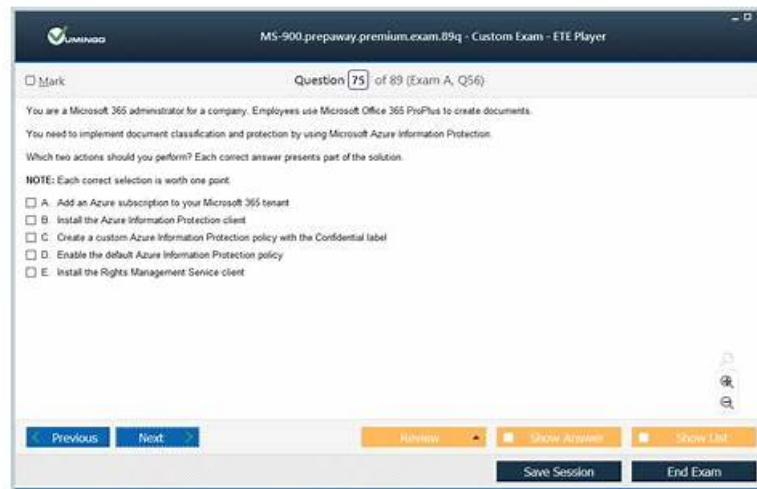 VUMINGO
MS-900.prepaway.premium.exam.89q - Custom Exam - ETE Player
Mark
Question 75 of 89 (Exam A, Q56)
You are a Microsoft 365 administrator for a company. Employees use Microsoft Office 365 ProPlus to create documents.
You need to implement document classification and protection by using Microsoft Azure Information Protection.
Which two actions should you perform? Each correct answer presents part of the solution.
NOTE: Each correct selection is worth one point.
A. Add an Azure subscription to your Microsoft 365 tenant
B. Install the Azure Information Protection client
C. Create a custom Azure Information Protection policy with the Confidential label
D. Enable the default Azure Information Protection policy
E. Install the Rights Management Service client
Previous Next Review Show Answer Show List
Save Session End Exam